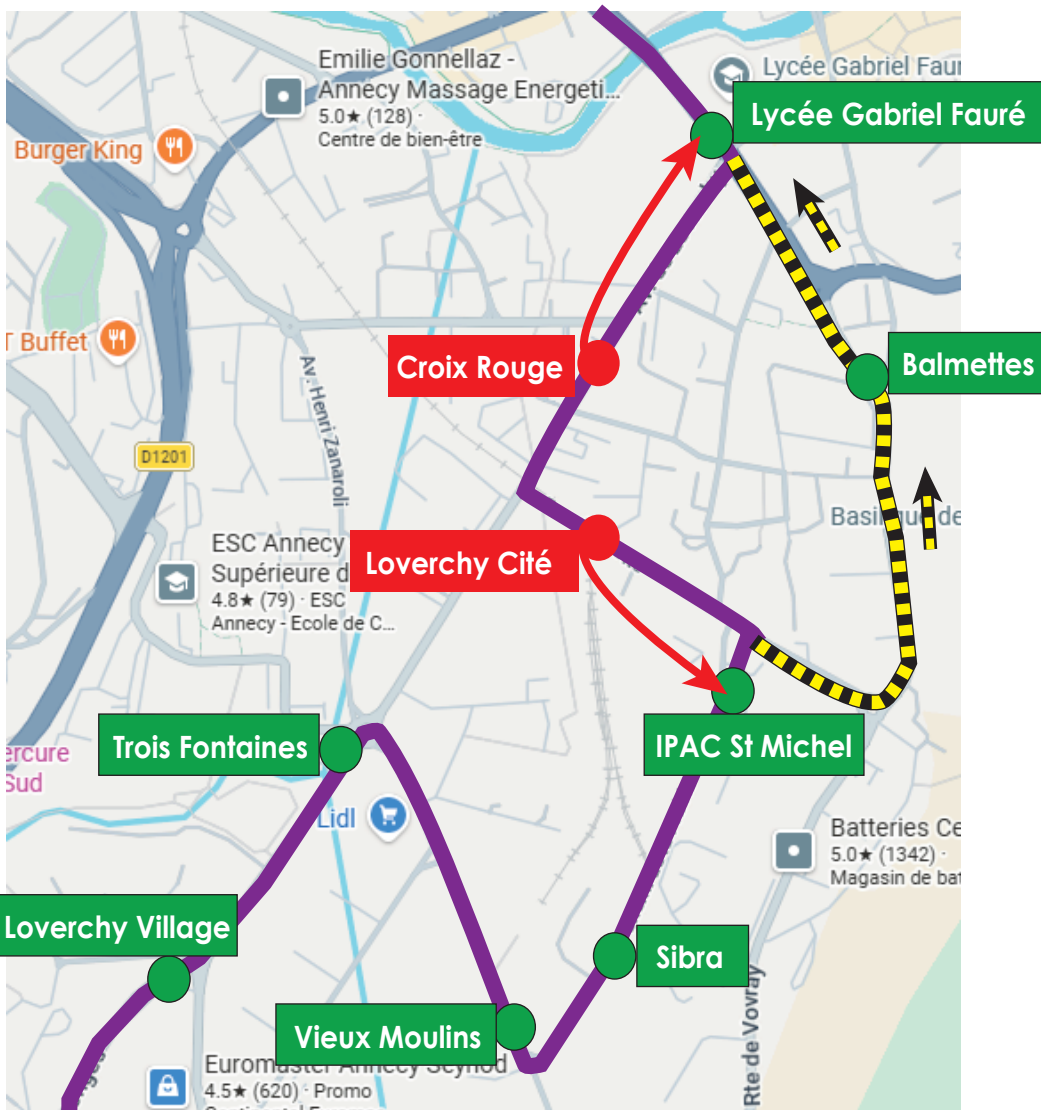 Emilie Gonnellaz -
Annecy Massage Energeti...
5.0★ (128) ·
Centre de bien-être
Lycée Gabriel Faur
Lycée Gabriel Fauré
Burger King
T Buffet
Croix Rouge
Balmettes
Av. Henri Zanaroli
D1201
Basilique de
ESC Annecy
Supérieure d
4.8★ (79) · ESC
Annecy - Ecole de C...
Loverchy Cité
Trois Fontaines
IPAC St Michel
ercure
Sud
Lidl
Batteries Ce
5.0★ (1342) ·
Magasin de bat
Loverchy Village
Sibra
Vieux Moulins
Rte de Vovray
Euromaster Annecy Seynod
4.5★ (620) · Promo